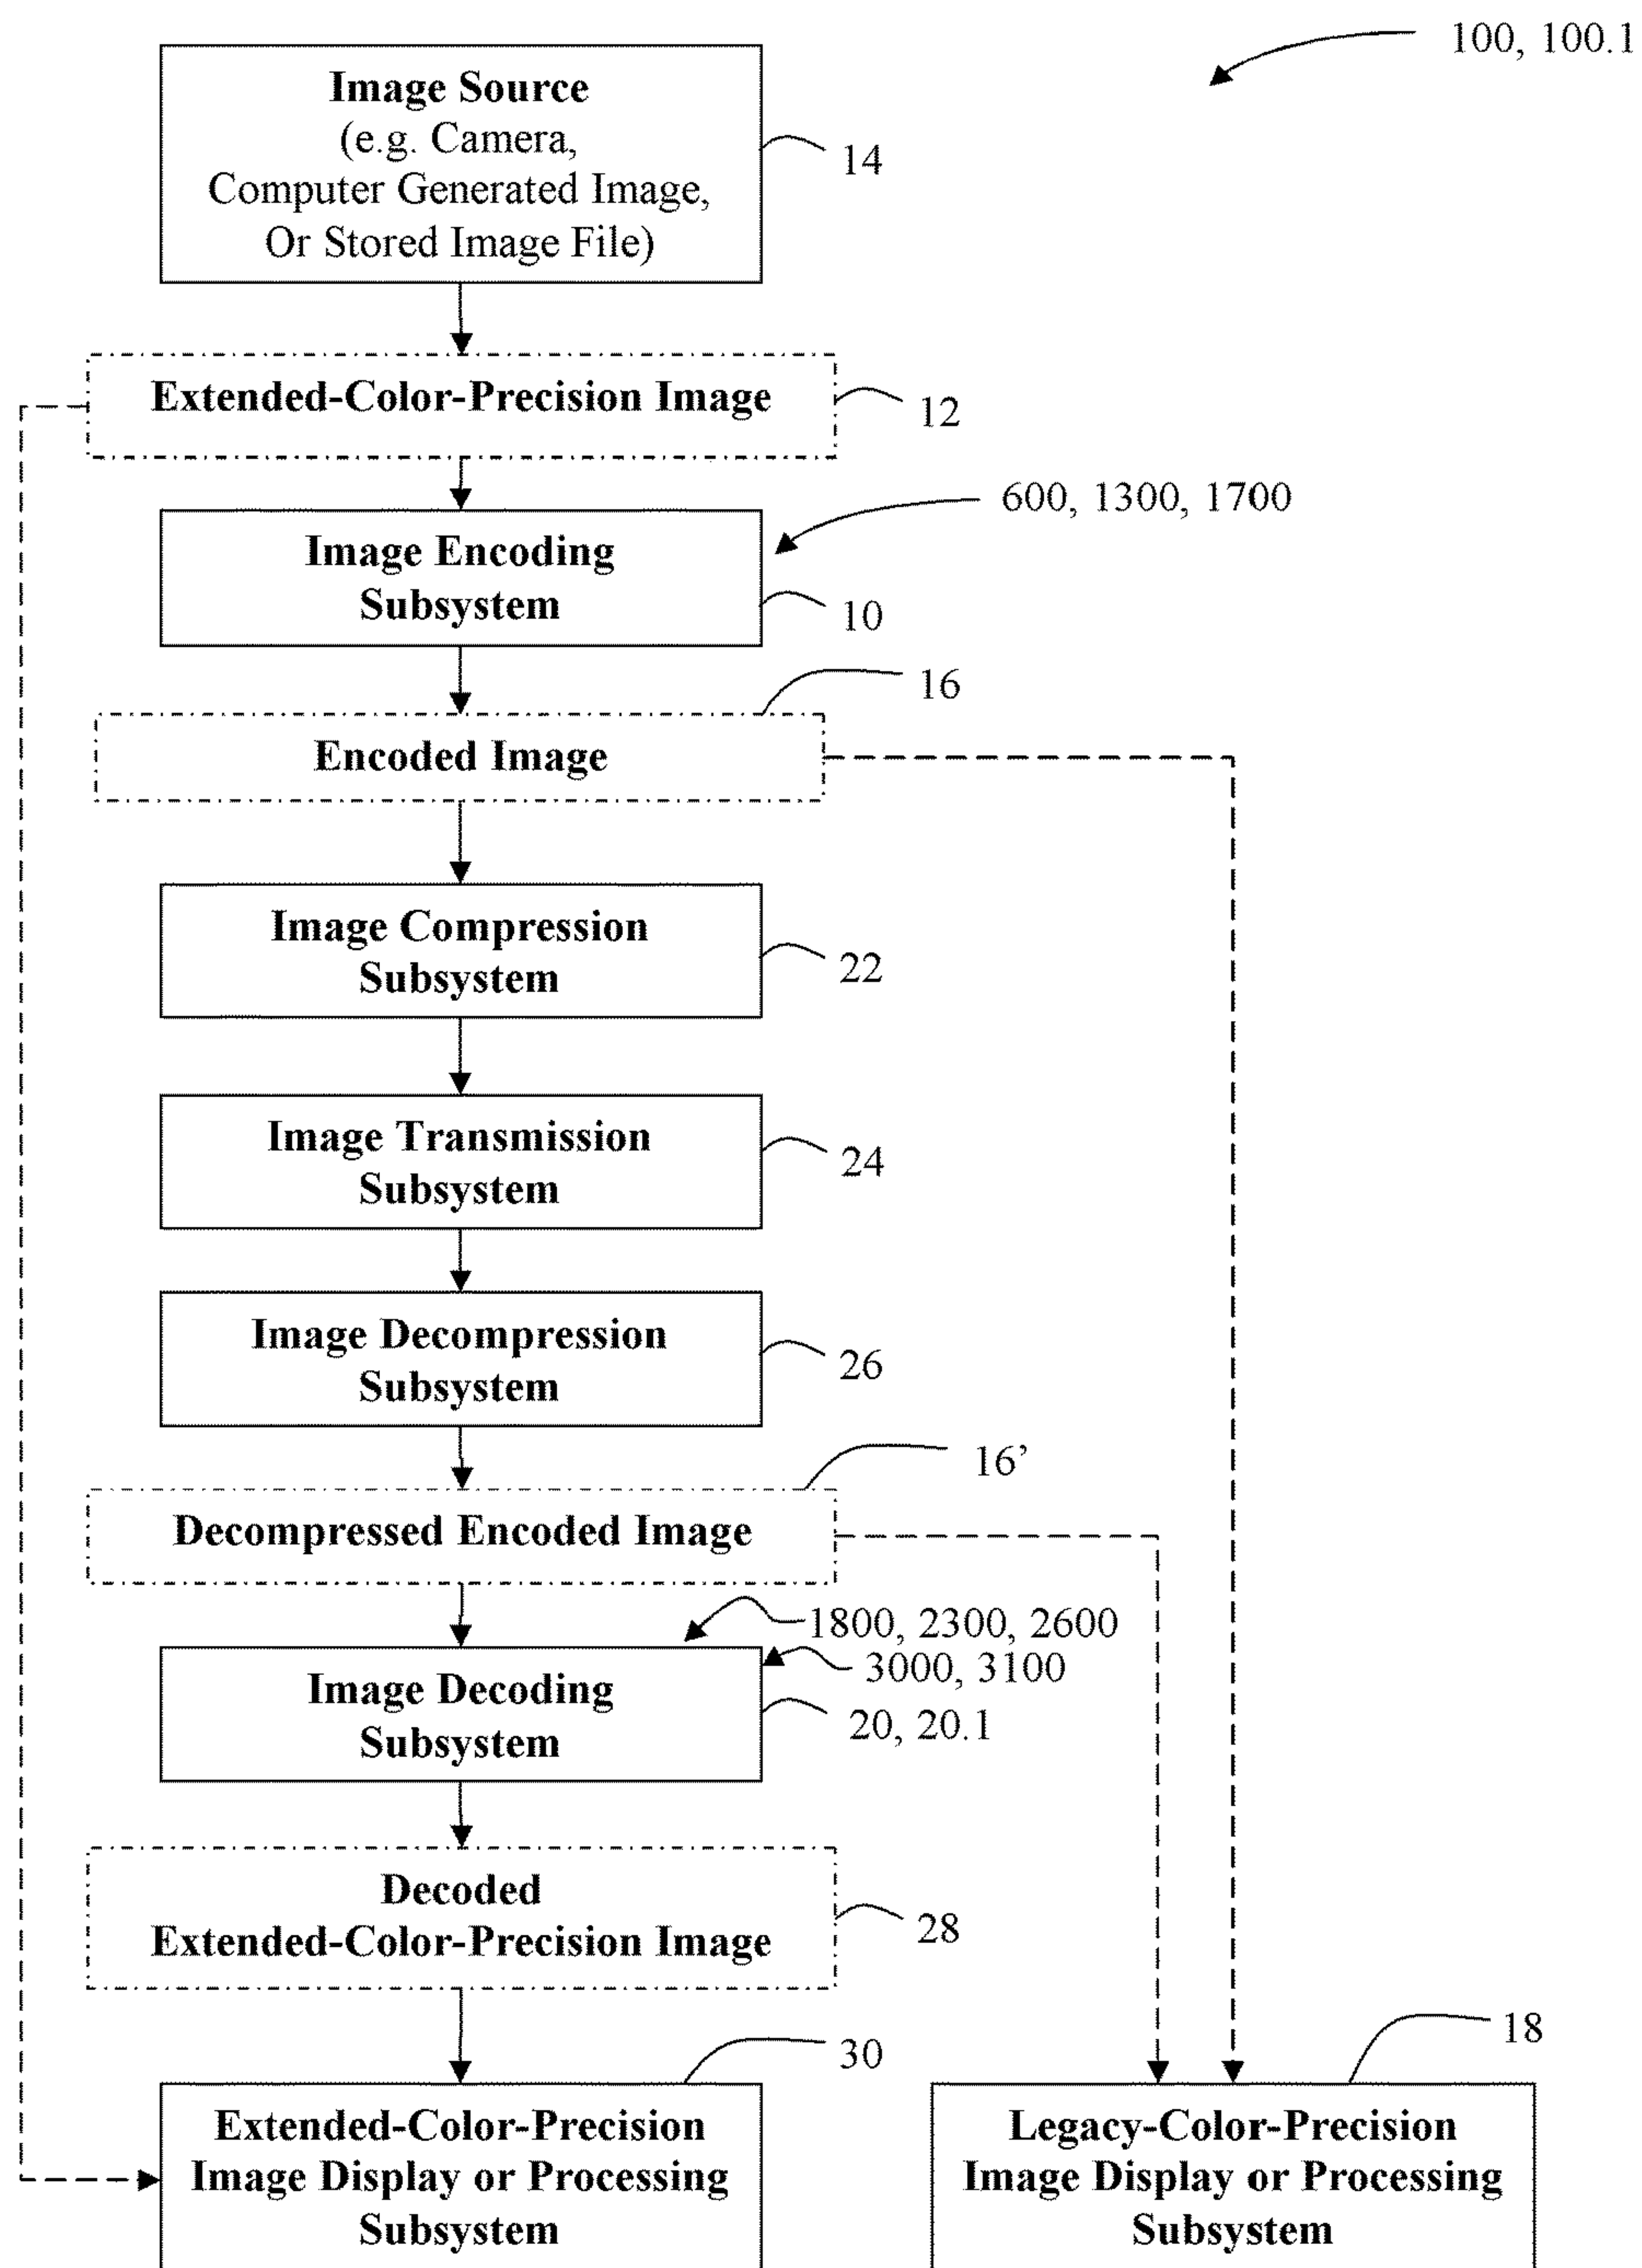 100, 100.1
Image Source
(e.g. Camera,
Computer Generated Image,
Or Stored Image File)
14
Extended-Color-Precision Image
12
600, 1300, 1700
Image Encoding
Subsystem
10
16
Encoded Image
Image Compression
Subsystem
22
Image Transmission
Subsystem
24
Image Decompression
Subsystem
26
16’
Decompressed Encoded Image
1800, 2300, 2600
3000, 3100
Image Decoding
Subsystem
20, 20.1
Decoded
Extended-Color-Precision Image
28
30
Extended-Color-Precision
Image Display or Processing
Subsystem
18
Legacy-Color-Precision
Image Display or Processing
Subsystem